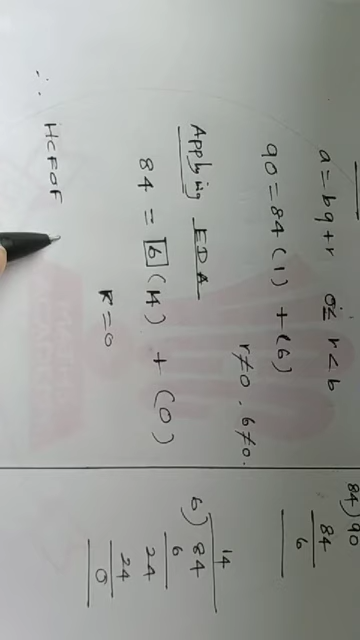 a = bq + r 0 ≤ r < b
90 = 84 (1) + (6)
r ≠ 0, 6 ≠ 0.
Applying EDA
84 = 6 (14) + (0)
r = 0
∴ HCF OF
84) 90
84
6
14
6) 84
6
24
24
0